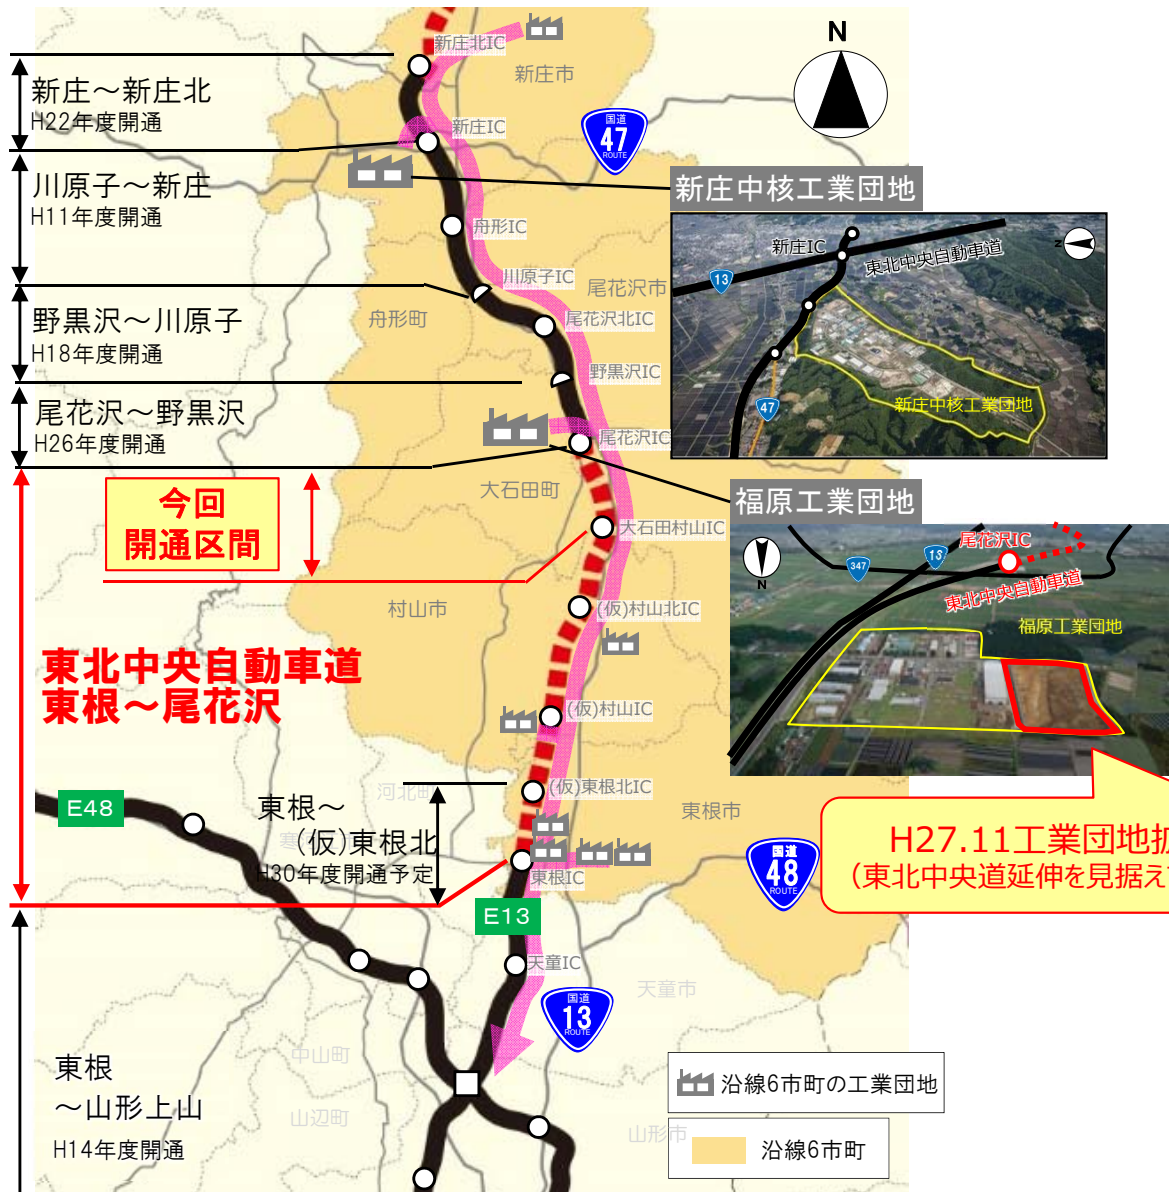 新庄～新庄北
H22年度開通
川原子～新庄
H11年度開通
野黒沢～川原子
H18年度開通
尾花沢～野黒沢
H26年度開通
今回
開通区間
東北中央自動車道
東根～尾花沢
東根～
(仮)東根北
H30年度開通予定
東根
～山形上山
H14年度開通
新庄北IC
新庄市
新庄IC
舟形IC
川原子IC
尾花沢市
舟形町
尾花沢北IC
野黒沢IC
尾花沢IC
大石田町
大石田村山IC
村山市
(仮)村山北IC
(仮)村山IC
(仮)東根北IC
河北町
東根市
東根IC
天童IC
天童市
中山町
山辺町
山形市
E48
E13
国道
47
ROUTE
国道
48
ROUTE
国道
13
ROUTE
N
新庄中核工業団地
新庄IC
東北中央自動車道
13
47
N
新庄中核工業団地
福原工業団地
N
347
13
尾花沢IC
東北中央自動車道
福原工業団地
H27.11工業団地拡
(東北中央道延伸を見据え
沿線6市町の工業団地
沿線6市町